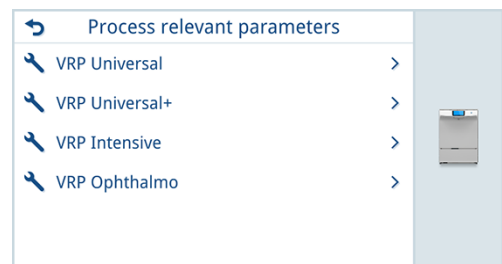 Process relevant parameters
VRP Universal
VRP Universal+
VRP Intensive
VRP Ophthalmo